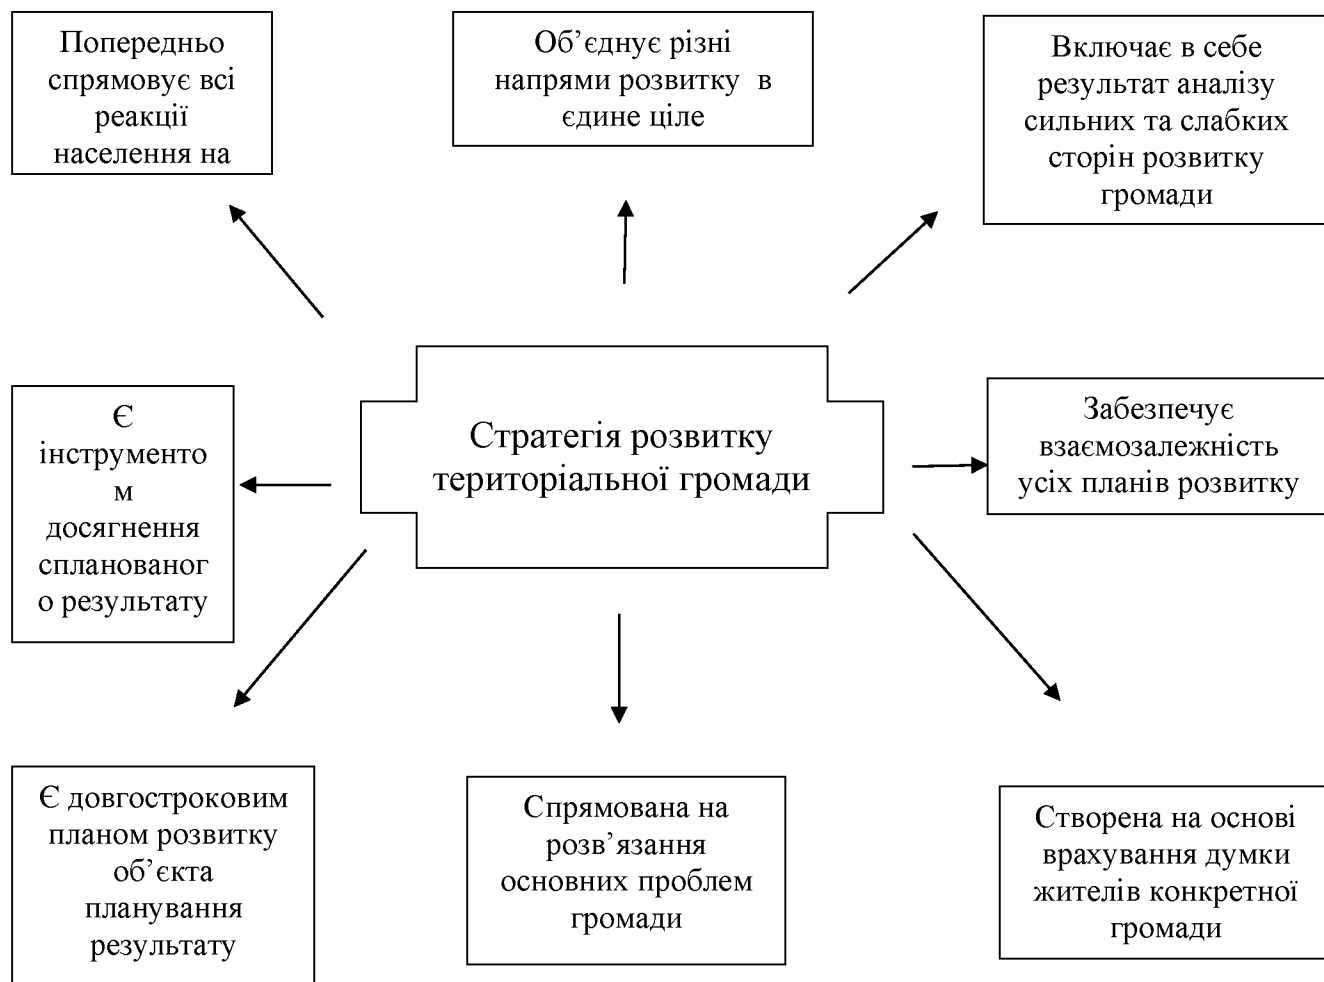 Попередньо
спрямовує всі
реакції
населення на
Об’єднує різні
напрями розвитку в
єдине ціле
Включає в себе
результат аналізу
сильних та слабких
сторін розвитку
громади
Є
інструменто
м
досягнення
спланованог
о результату
Стратегія розвитку
територіальної громади
Забезпечує
взаємозалежність
усіх планів розвитку
Є довгостроковим
планом розвитку
об’єкта
планування
результату
Спрямована на
розв’язання
основних проблем
громади
Створена на основі
врахування думки
жителів конкретної
громади